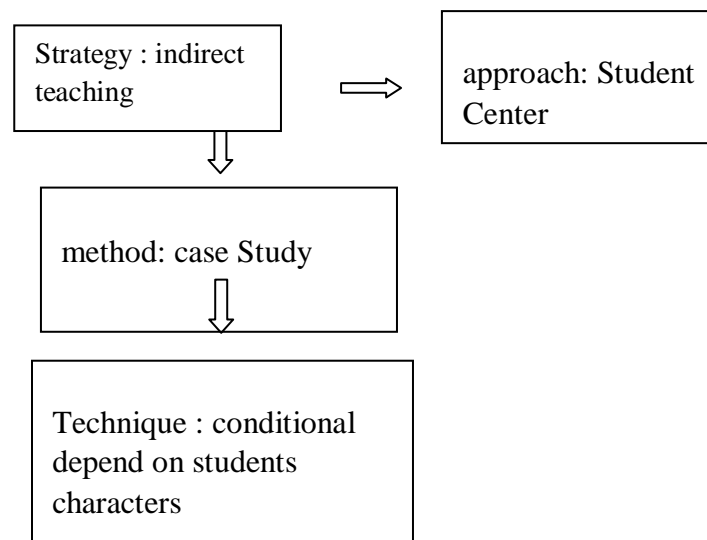 Strategy : indirect
teaching
approach: Student
Center
method: case Study
Technique : conditional
depend on students
characters